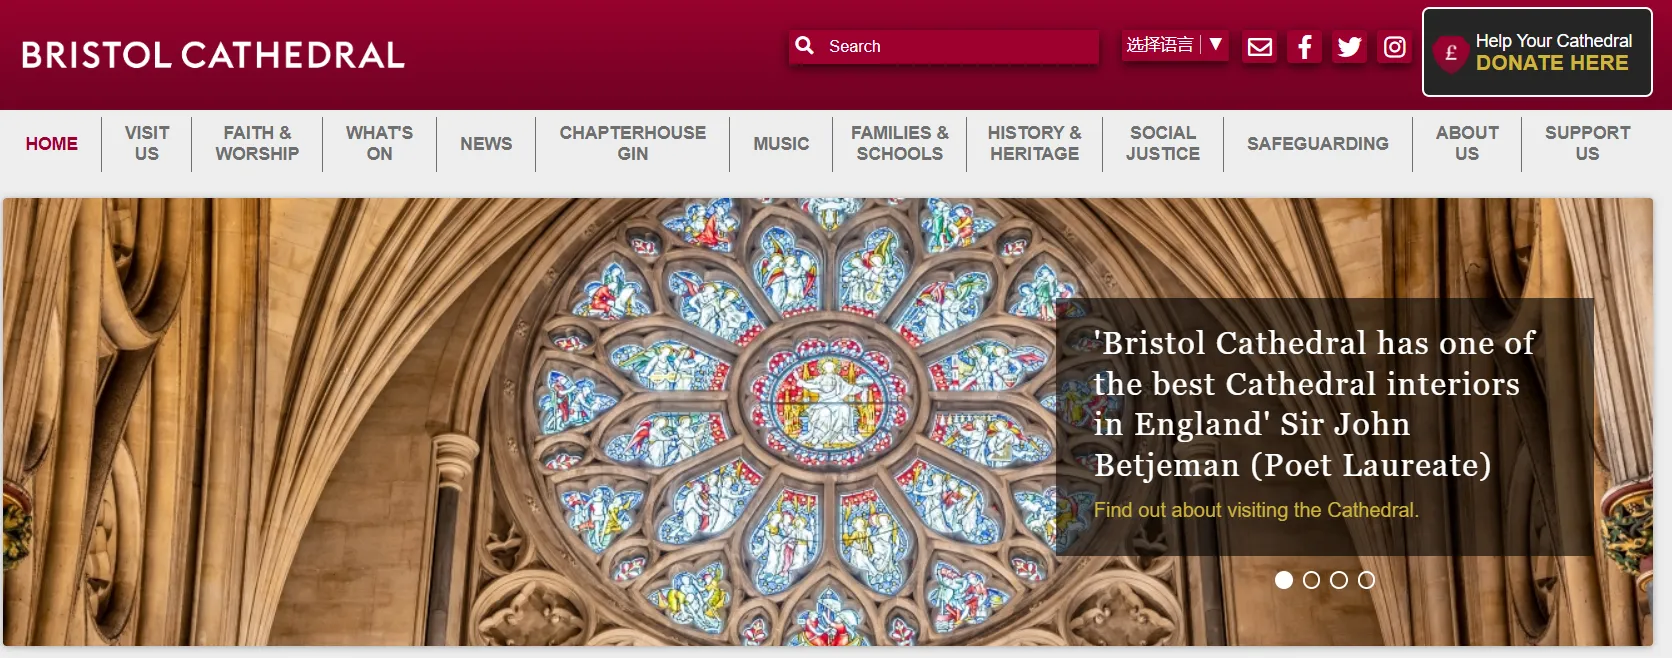 BRISTOL CATHEDRAL
Search
选择语言
£
Help Your Cathedral
DONATE HERE
HOME
VISIT
US
FAITH &
WORSHIP
WHAT'S
ON
NEWS
CHAPTERHOUSE
GIN
MUSIC
FAMILIES &
SCHOOLS
HISTORY &
HERITAGE
SOCIAL
JUSTICE
SAFEGUARDING
ABOUT
US
SUPPORT
US
'Bristol Cathedral has one of
the best Cathedral interiors
in England' Sir John
Betjeman (Poet Laureate)
Find out about visiting the Cathedral.